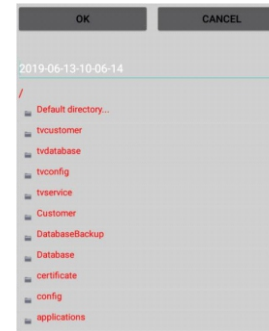 OK CANCEL
2019-06-13-10-06-14
/
Default directory...
tvcustomer
tvdatabase
tvconfig
tvservice
Customer
DatabaseBackup
Database
certificate
config
applications